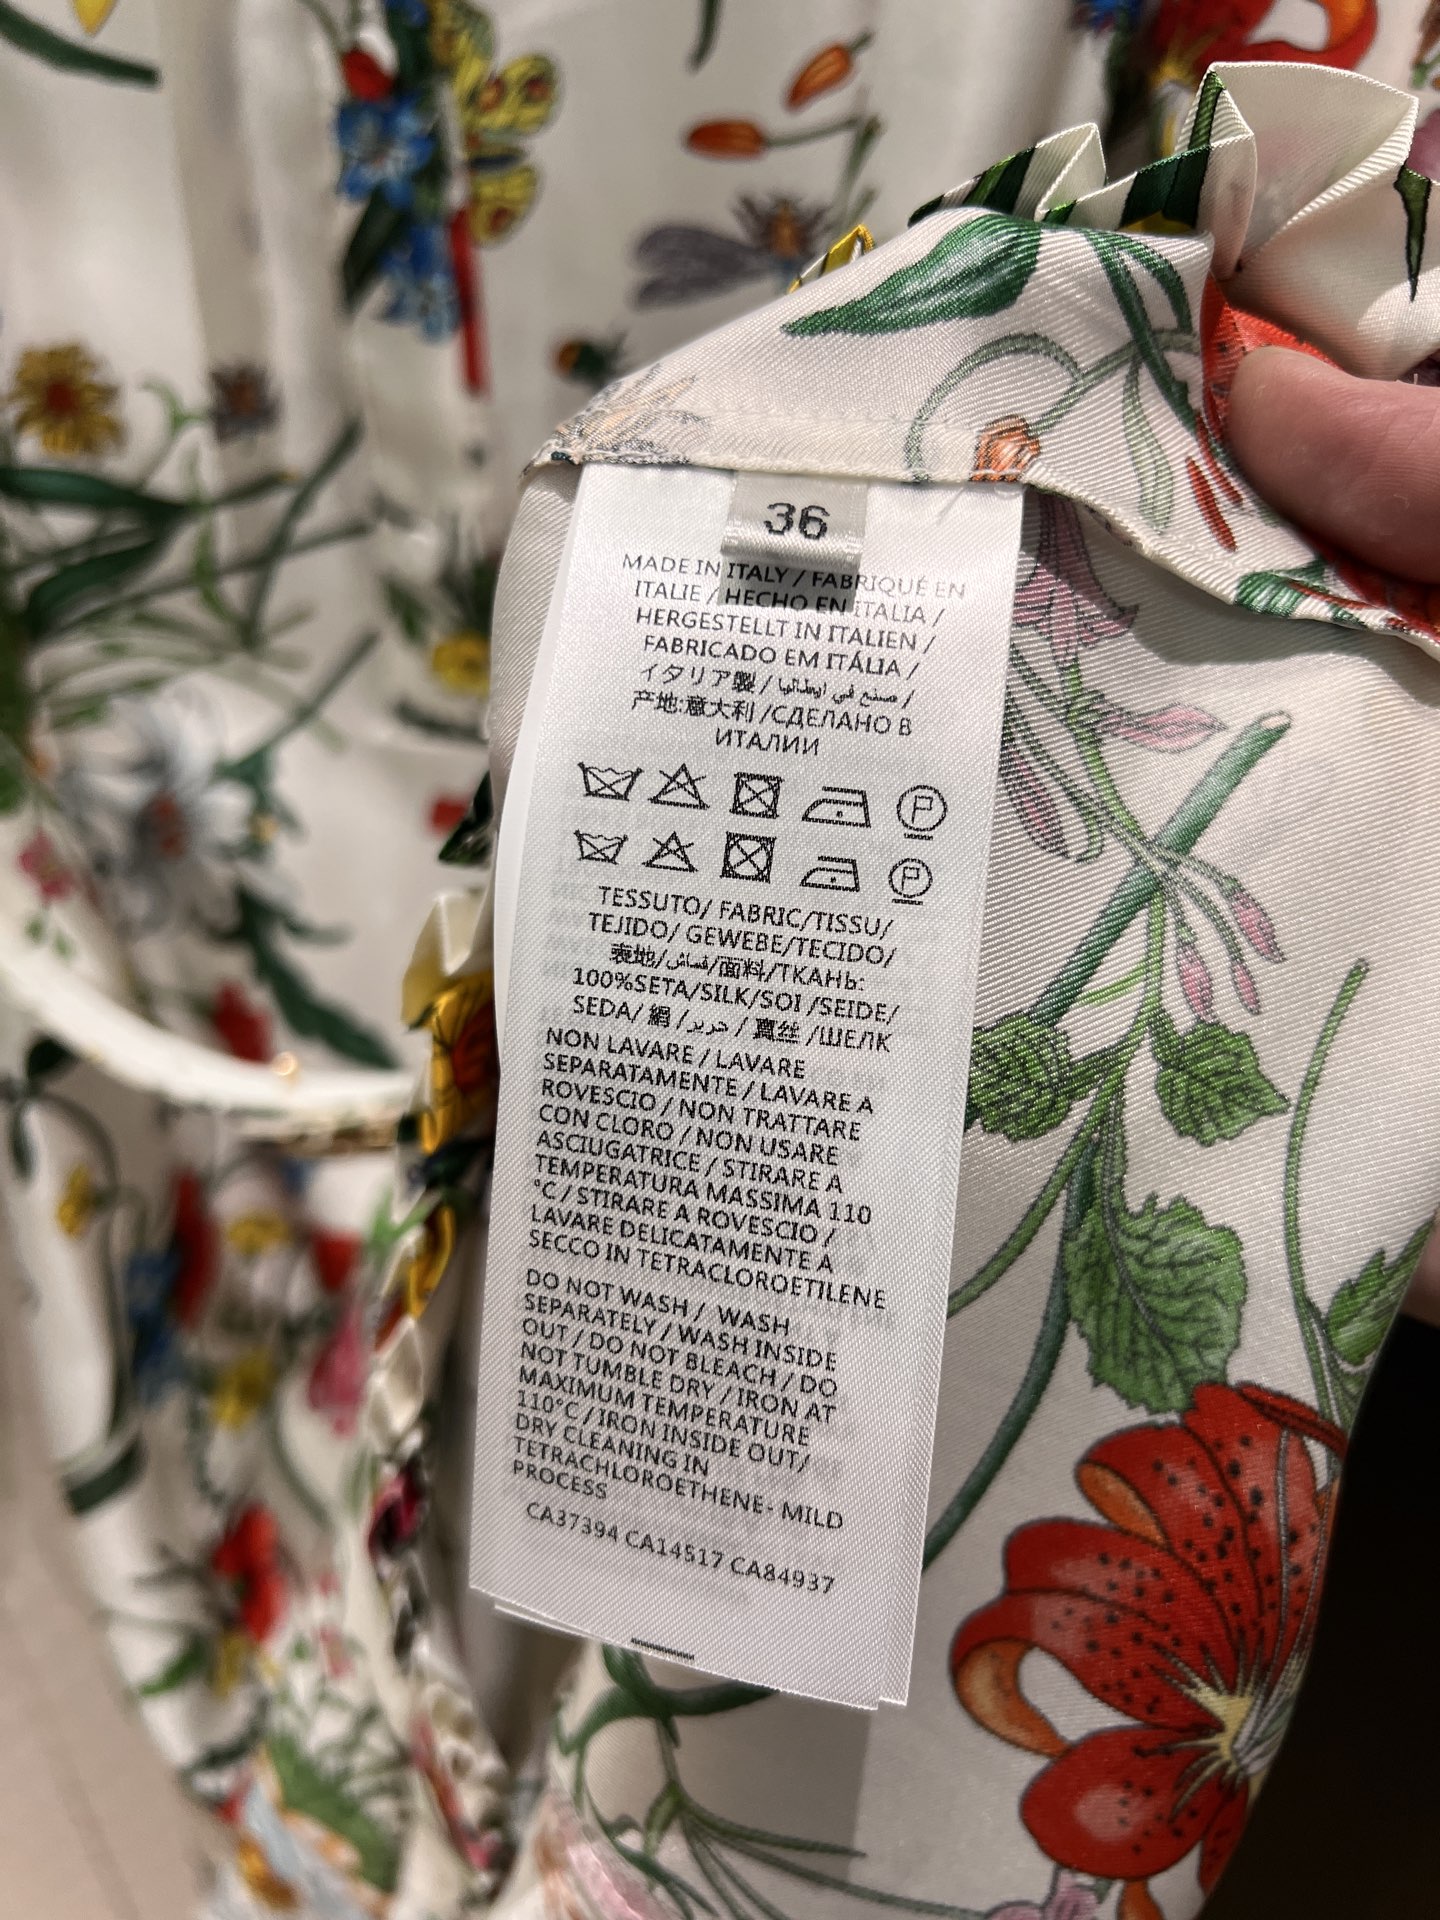 36
MADE IN ITALY / FABRIQUÉ EN
ITALIE / HECHO EN ITALIA /
HERGESTELLT IN ITALIEN /
FABRICADO EM ITÁLIA /
イタリア製 / صنع في ايطاليا /
产地:意大利 /СДЕЛАНО В
ИТАЛИИ
P
P
TESSUTO/ FABRIC/TISSU/
TEJIDO/ GEWEBE/TECIDO/
表地/قماش/面料/ТКАНЬ:
100%SETA/SILK/SOI /SEIDE/
SEDA/ 絹 /حرير / 真丝 /ШЕЛК
NON LAVARE / LAVARE
SEPARATAMENTE / LAVARE A
ROVESCIO / NON TRATTARE
CON CLORO / NON USARE
ASCIUGATRICE / STIRARE A
TEMPERATURA MASSIMA 110
°C / STIRARE A ROVESCIO /
LAVARE DELICATAMENTE A
SECCO IN TETRACLOROETILENE
DO NOT WASH / WASH
SEPARATELY / WASH INSIDE
OUT / DO NOT BLEACH / DO
NOT TUMBLE DRY / IRON AT
MAXIMUM TEMPERATURE
110°C / IRON INSIDE OUT/
DRY CLEANING IN
TETRACHLOROETHENE- MILD
PROCESS
CA37394 CA14517 CA84937